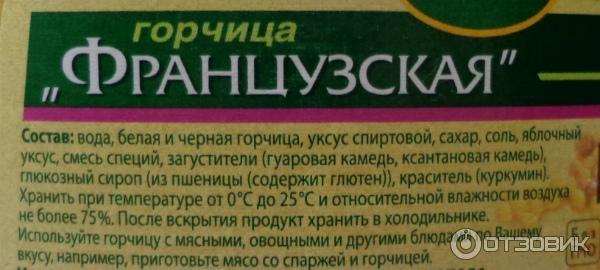 горчица
„ФРАНЦУЗСКАЯ”
Состав: вода, белая и черная горчица, уксус спиртовой, сахар, соль, яблочный
уксус, смесь специй, загустители (гуаровая камедь, ксантановая камедь),
глюкозный сироп (из пшеницы (содержит глютен)), краситель (куркумин).
Хранить при температуре от 0°С до 25°С и относительной влажности воздуха
не более 75%. После вскрытия продукт хранить в холодильнике.
Используйте горчицу с мясными, овощными и другими блюдами по Вашему
вкусу, например, приготовьте мясо со спаржей и горчицей.
ОТЗОВИК